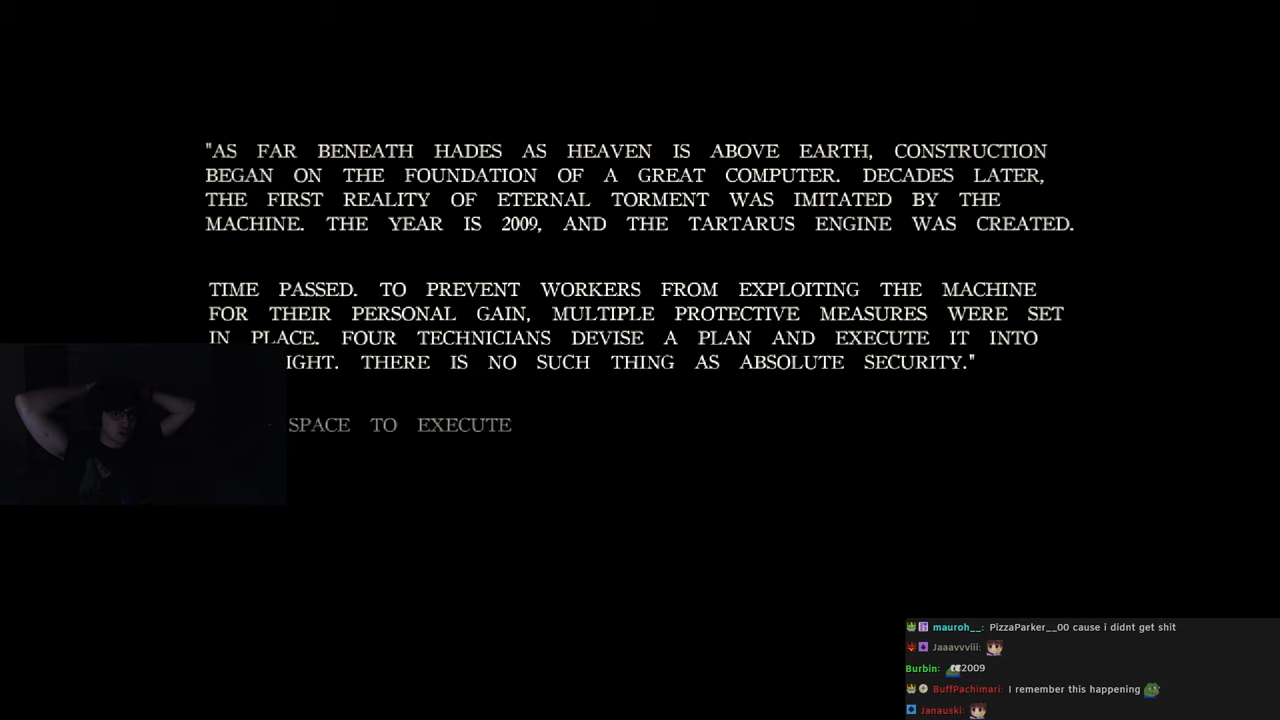 "AS FAR BENEATH HADES AS HEAVEN IS ABOVE EARTH, CONSTRUCTION
BEGAN ON THE FOUNDATION OF A GREAT COMPUTER. DECADES LATER,
THE FIRST REALITY OF ETERNAL TORMENT WAS IMITATED BY THE
MACHINE. THE YEAR IS 2009, AND THE TARTARUS ENGINE WAS CREATED.
TIME PASSED. TO PREVENT WORKERS FROM EXPLOITING THE MACHINE
FOR THEIR PERSONAL GAIN, MULTIPLE PROTECTIVE MEASURES WERE SET
IN PLACE. FOUR TECHNICIANS DEVISE A PLAN AND EXECUTE IT INTO
IGHT. THERE IS NO SUCH THING AS ABSOLUTE SECURITY."
SPACE TO EXECUTE
mauroh__: PizzaParker__00 cause i didnt get shit
Jaaavvviii:
Burbin: 2009
BuffPachimari: I remember this happening
Janauski: